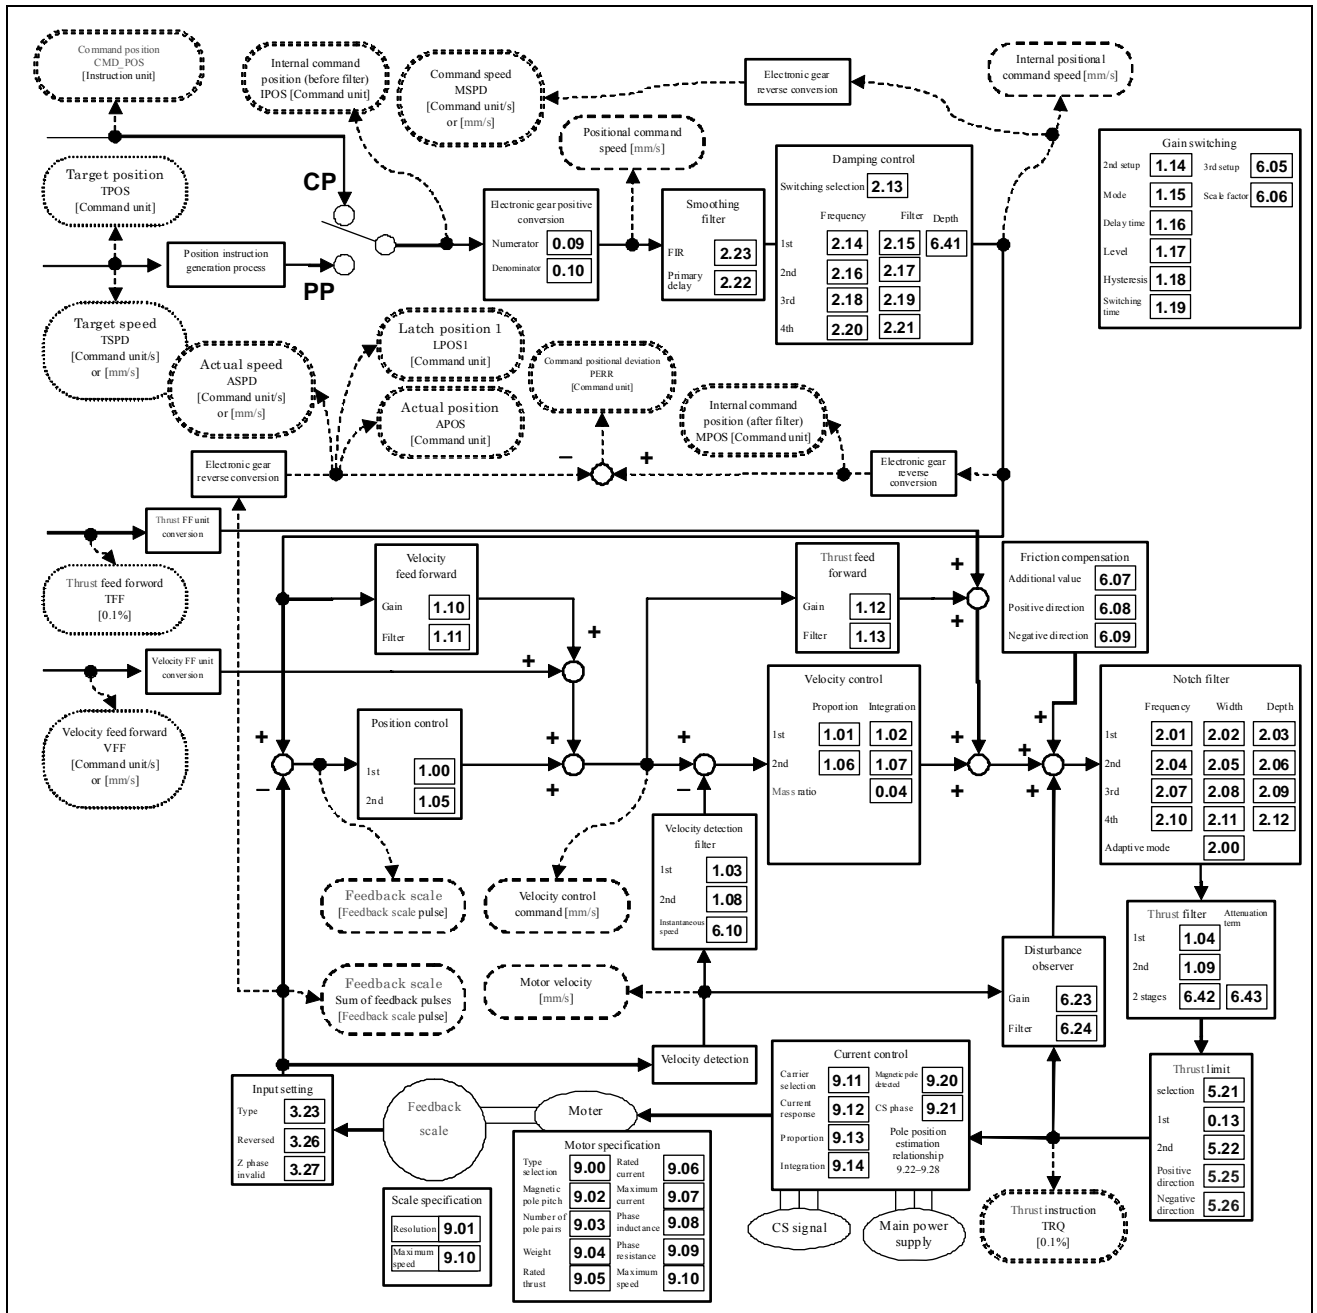 Command position
CMD_POS
[Instruction unit]
Internal command
position (before filter)
IPOS [Command unit]
Command speed
MSPD
[Command unit/s]
or [mm/s]
Electronic gear
reverse conversion
Internal positional
command speed [mm/s]
Positional command
speed [mm/s]
Target position
TPOS
[Command unit]
CP
Position instruction
generation process
PP
Target speed
TSPD
[Command unit/s]
or [mm/s]
Electronic gear positive
conversion
Numerator 0.09
Denominator 0.10
Smoothing
filter
FIR 2.23
Primary
delay 2.22
Damping control
Switching selection 2.13
Frequency Filter Depth
1st 2.14 2.15 6.41
2nd 2.16 2.17
3rd 2.18 2.19
4th 2.20 2.21
Gain switching
2nd setup 1.14 3rd setup 6.05
Mode 1.15 Scale factor 6.06
Delay time 1.16
Level 1.17
Hysteresis 1.18
Switching
time 1.19
Actual speed
ASPD
[Command unit/s]
or [mm/s]
Latch position 1
LPOS1
[Command unit]
Actual position
APOS
[Command unit]
Command positional deviation
PERR
[Command unit]
Internal command
position (after filter)
MPOS [Command unit]
Electronic gear
reverse conversion
− +
Electronic gear
reverse
conversion
Thrust FF unit
conversion
Thrust feed forword
TFF
[0.1%]
Velocity
feed forward
Gain 1.10
Filter 1.11
+
+
Thrust feed
forward
Gain 1.12
Filter 1.13
+
+
Friction compensation
Additional value 6.07
Positive direction 6.08
Negative direction 6.09
Velocity FF unit
conversion
Velocity feed forward
VFF
[Command unit/s]
or [mm/s]
+
−
Position control
1st 1.00
2nd 1.05
+
+
+
−
Velocity control
Proportion Integration
1st 1.01 1.02
2nd 1.06 1.07
Mass ratio 0.04
+
+
+
+
+
Notch filter
Frequency Width Depth
1st 2.01 2.02 2.03
2nd 2.04 2.05 2.06
3rd 2.07 2.08 2.09
4th 2.10 2.11 2.12
Adaptive mode 2.00
Velocity detection
filter
1st 1.03
2nd 1.08
Instantaneous
speed 6.10
Feedback scale
[Feedback scale pulse]
Velocity control
command [mm/s]
Feedback scale
Sum of feedback pulses
[Feedback scale pulse]
Motor velocity
[mm/s]
Disturbance
observer
Gain 6.23
Filter 6.24
Thrust filter Attenuation
term
1st 1.04
2nd 1.09
2 stages 6.42 6.43
Velocity detection
Input setting
Type 3.23
Reversed 3.26
Z phase
invalid 3.27
Feedback
scale
Moter
Current control
Carrier
selection 9.11 Magnetic pole
detected 9.20
Current
response 9.12 CS phase 9.21
Proportion 9.13 Pole position
estimation
relationship
Integration 9.14 9.22–9.28
Thrust limit
selection 5.21
1st 0.13
2nd 5.22
Positive
direction 5.25
Negative
direction 5.26
Scale specification
Resolution 9.01
Maximum
speed 9.10
Motor specification
Type
selection 9.00 Rated
current 9.06
Magnetic
pole pitch 9.02 Maximum
current 9.07
Number of
pole pairs 9.03 Phase
inductance 9.08
Weight 9.04 Phase
resistance 9.09
Rated
thrust 9.05 Maximum
speed 9.10
CS signal
Main power
supply
Thrust instruction
TRQ
[0.1%]